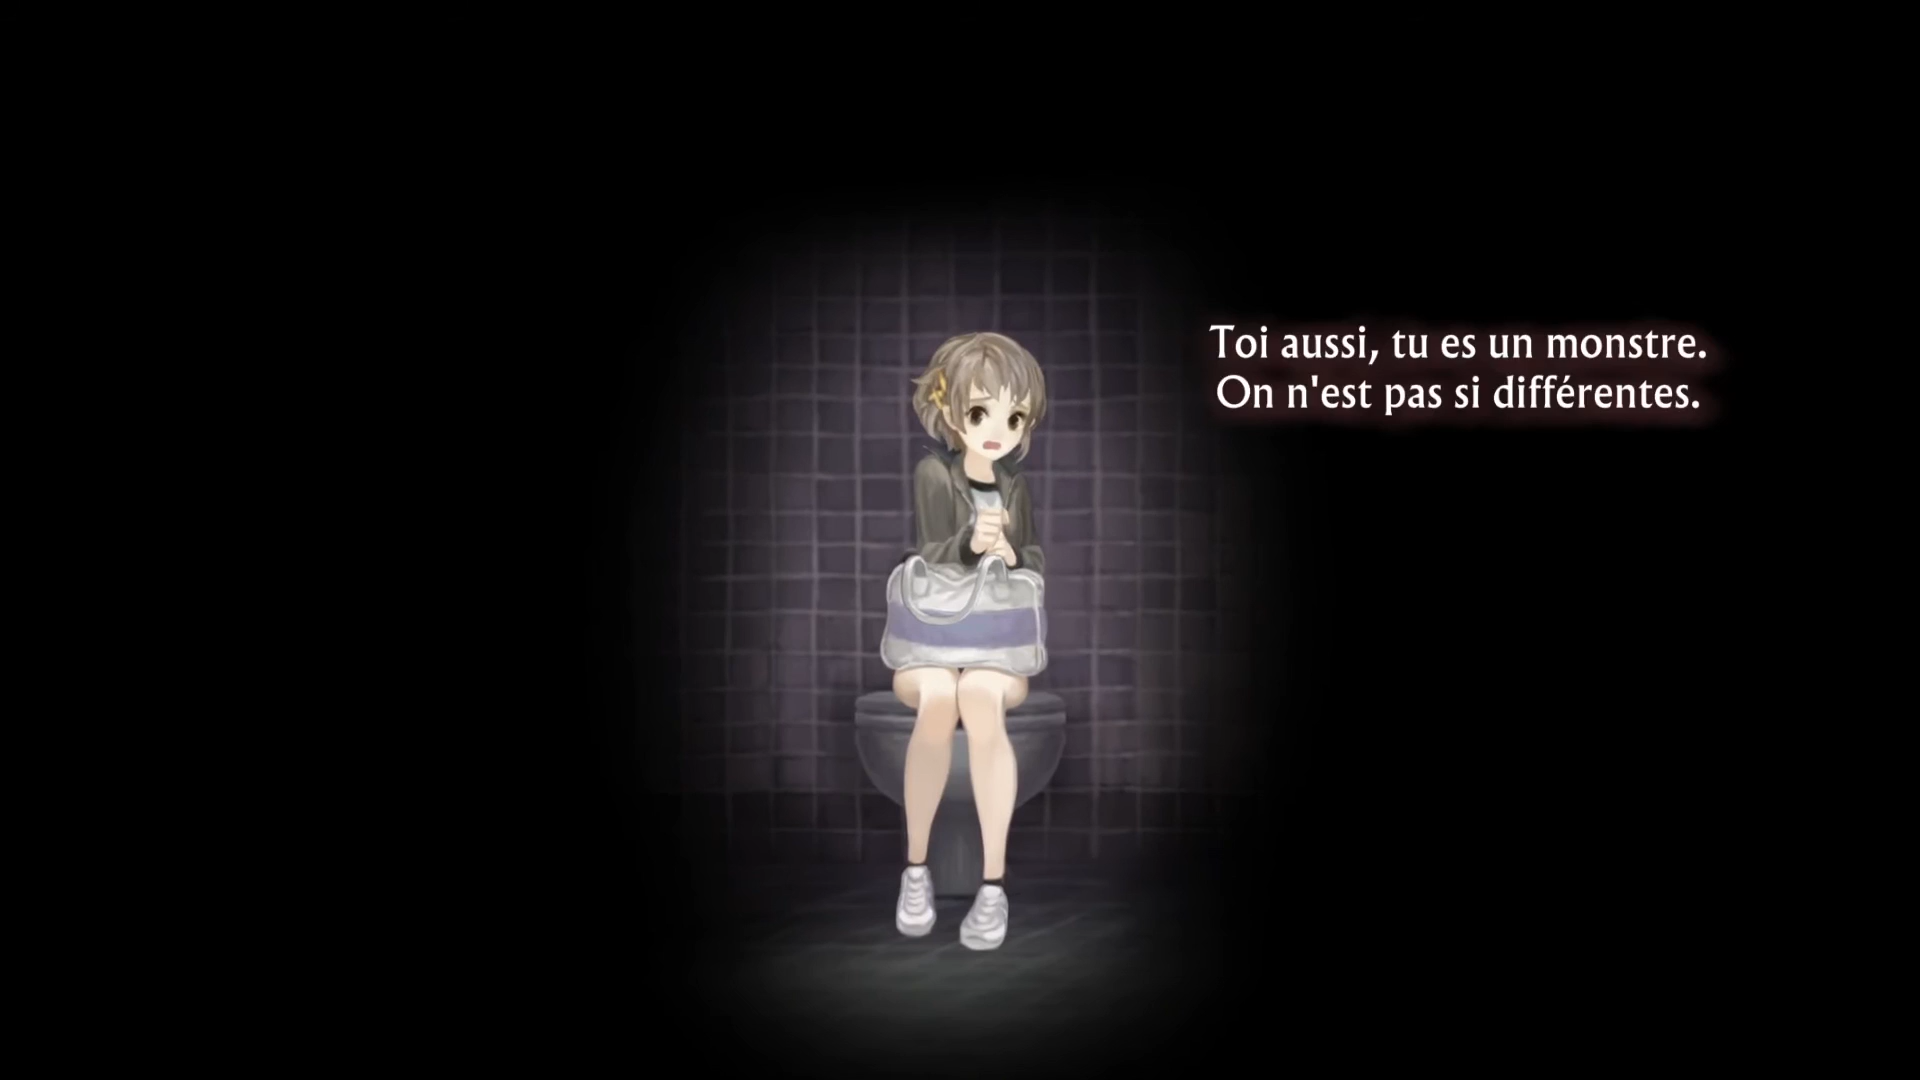 Toi aussi, tu es un monstre.
On n'est pas si différentes.